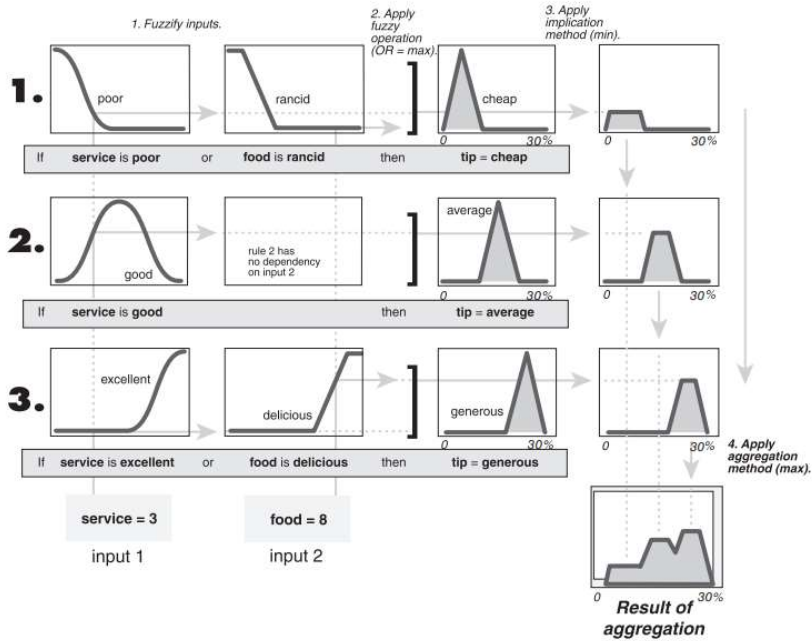 1. Fuzzify inputs.
2. Apply
fuzzy
operation
(OR = max).
3. Apply
implication
method (min).
1.
poor
rancid
cheap
0 30%
0 30%
If service is poor or food is rancid then tip = cheap
2.
good
rule 2 has
no dependency
on input 2
average
0 30%
0 30%
If service is good then tip = average
3.
excellent
delicious
generous
0 30%
0 30%
If service is excellent or food is delicious then tip = generous
4. Apply
aggregation
method (max).
service = 3
food = 8
input 1
input 2
0 30%
Result of
aggregation